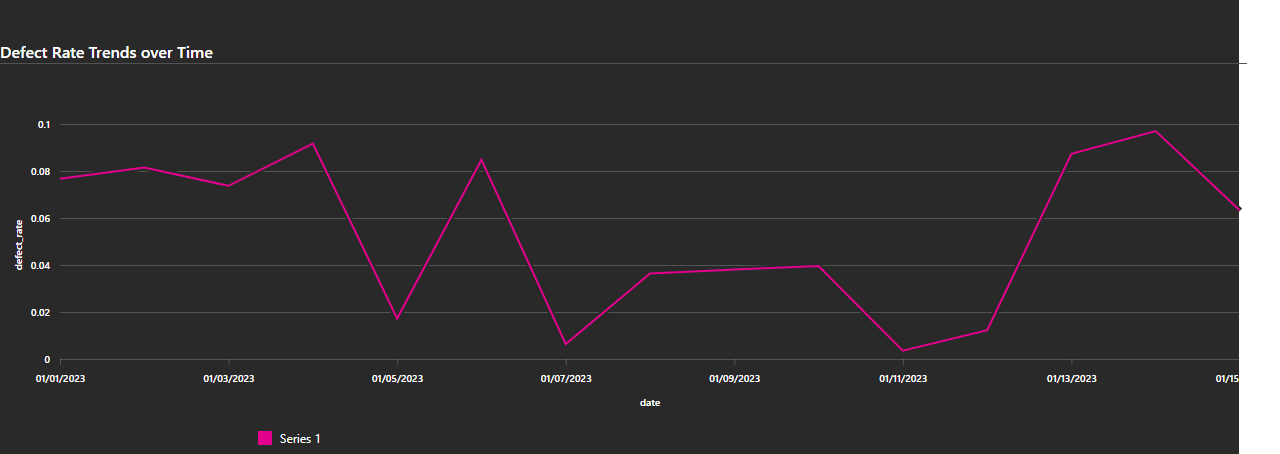 Defect Rate Trends over Time
0.1
0.08
0.06
0.04
0.02
0
defect_rate
01/01/2023 01/03/2023 01/05/2023 01/07/2023 01/09/2023 01/11/2023 01/13/2023 01/15
date
Series 1